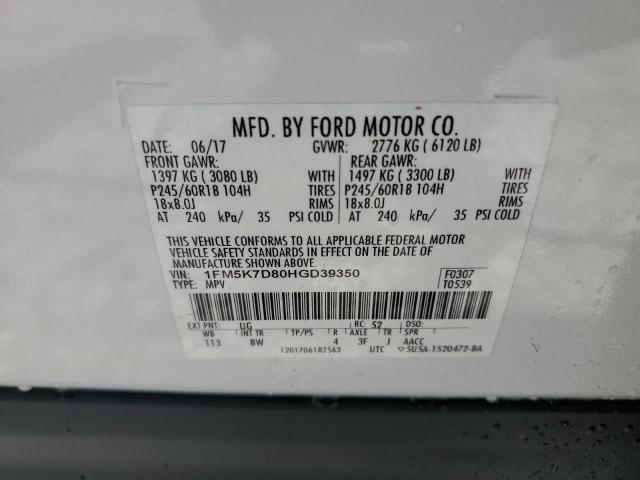 MFD. BY FORD MOTOR CO.
DATE: 06/17 GVWR: 2776 KG ( 6120 LB)
FRONT GAWR: REAR GAWR:
1397 KG ( 3080 LB) WITH 1497 KG ( 3300 LB) WITH
P245/60R18 104H TIRES P245/60R18 104H TIRES
18x8.0J RIMS 18x8.0J RIMS
AT 240 kPa/ 35 PSI COLD AT 240 kPa/ 35 PSI COLD
THIS VEHICLE CONFORMS TO ALL APPLICABLE FEDERAL MOTOR
VEHICLE SAFETY STANDARDS IN EFFECT ON THE DATE OF
MANUFACTURE SHOWN ABOVE.
VIN: 1FM5K7D80HGD39350 F0307
TYPE: MPV T0539
EXT PNT: UG RC: 52 DSO:
WB INT TR TP/PS R AXLE TR SPR
113 BW 4 3F J AACC
1201706182563 UTC ▽5U5A-1520472-BA